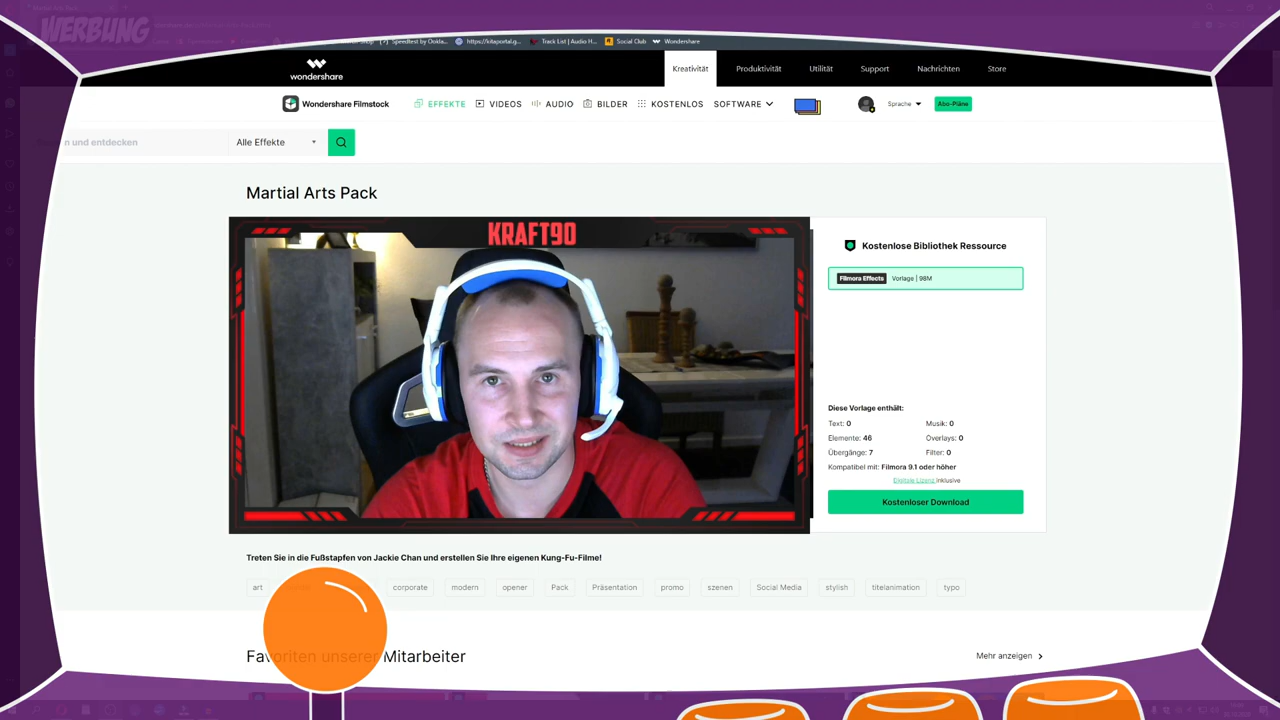 WERBUNG
Speedtest by Ookla...
https://kitaportal.g...
Track List | Audio H...
Social Club
Wondershare
wondershare
Kreativität
Produktivität
Utilität
Support
Nachrichten
Store
Wondershare Filmstock
EFFEKTE
VIDEOS
AUDIO
BILDER
KOSTENLOS
SOFTWARE
Sprache
Abo-Pläne
n und entdecken
Alle Effekte
Martial Arts Pack
KRAFT90
Kostenlose Bibliothek Ressource
Filmora Effects Vorlage | 98M
Diese Vorlage enthält:
Text: 0 Musik: 0
Elemente: 46 Overlays: 0
Übergänge: 7 Filter: 0
Kompatibel mit: Filmora 9.1 oder höher
Digitale Lizenz inklusive
Kostenloser Download
Treten Sie in die Fußstapfen von Jackie Chan und erstellen Sie Ihre eigenen Kung-Fu-Filme!
art
corporate
modern
opener
Pack
Präsentation
promo
szenen
Social Media
stylish
titelanimation
typo
Favoriten unserer Mitarbeiter
Mehr anzeigen